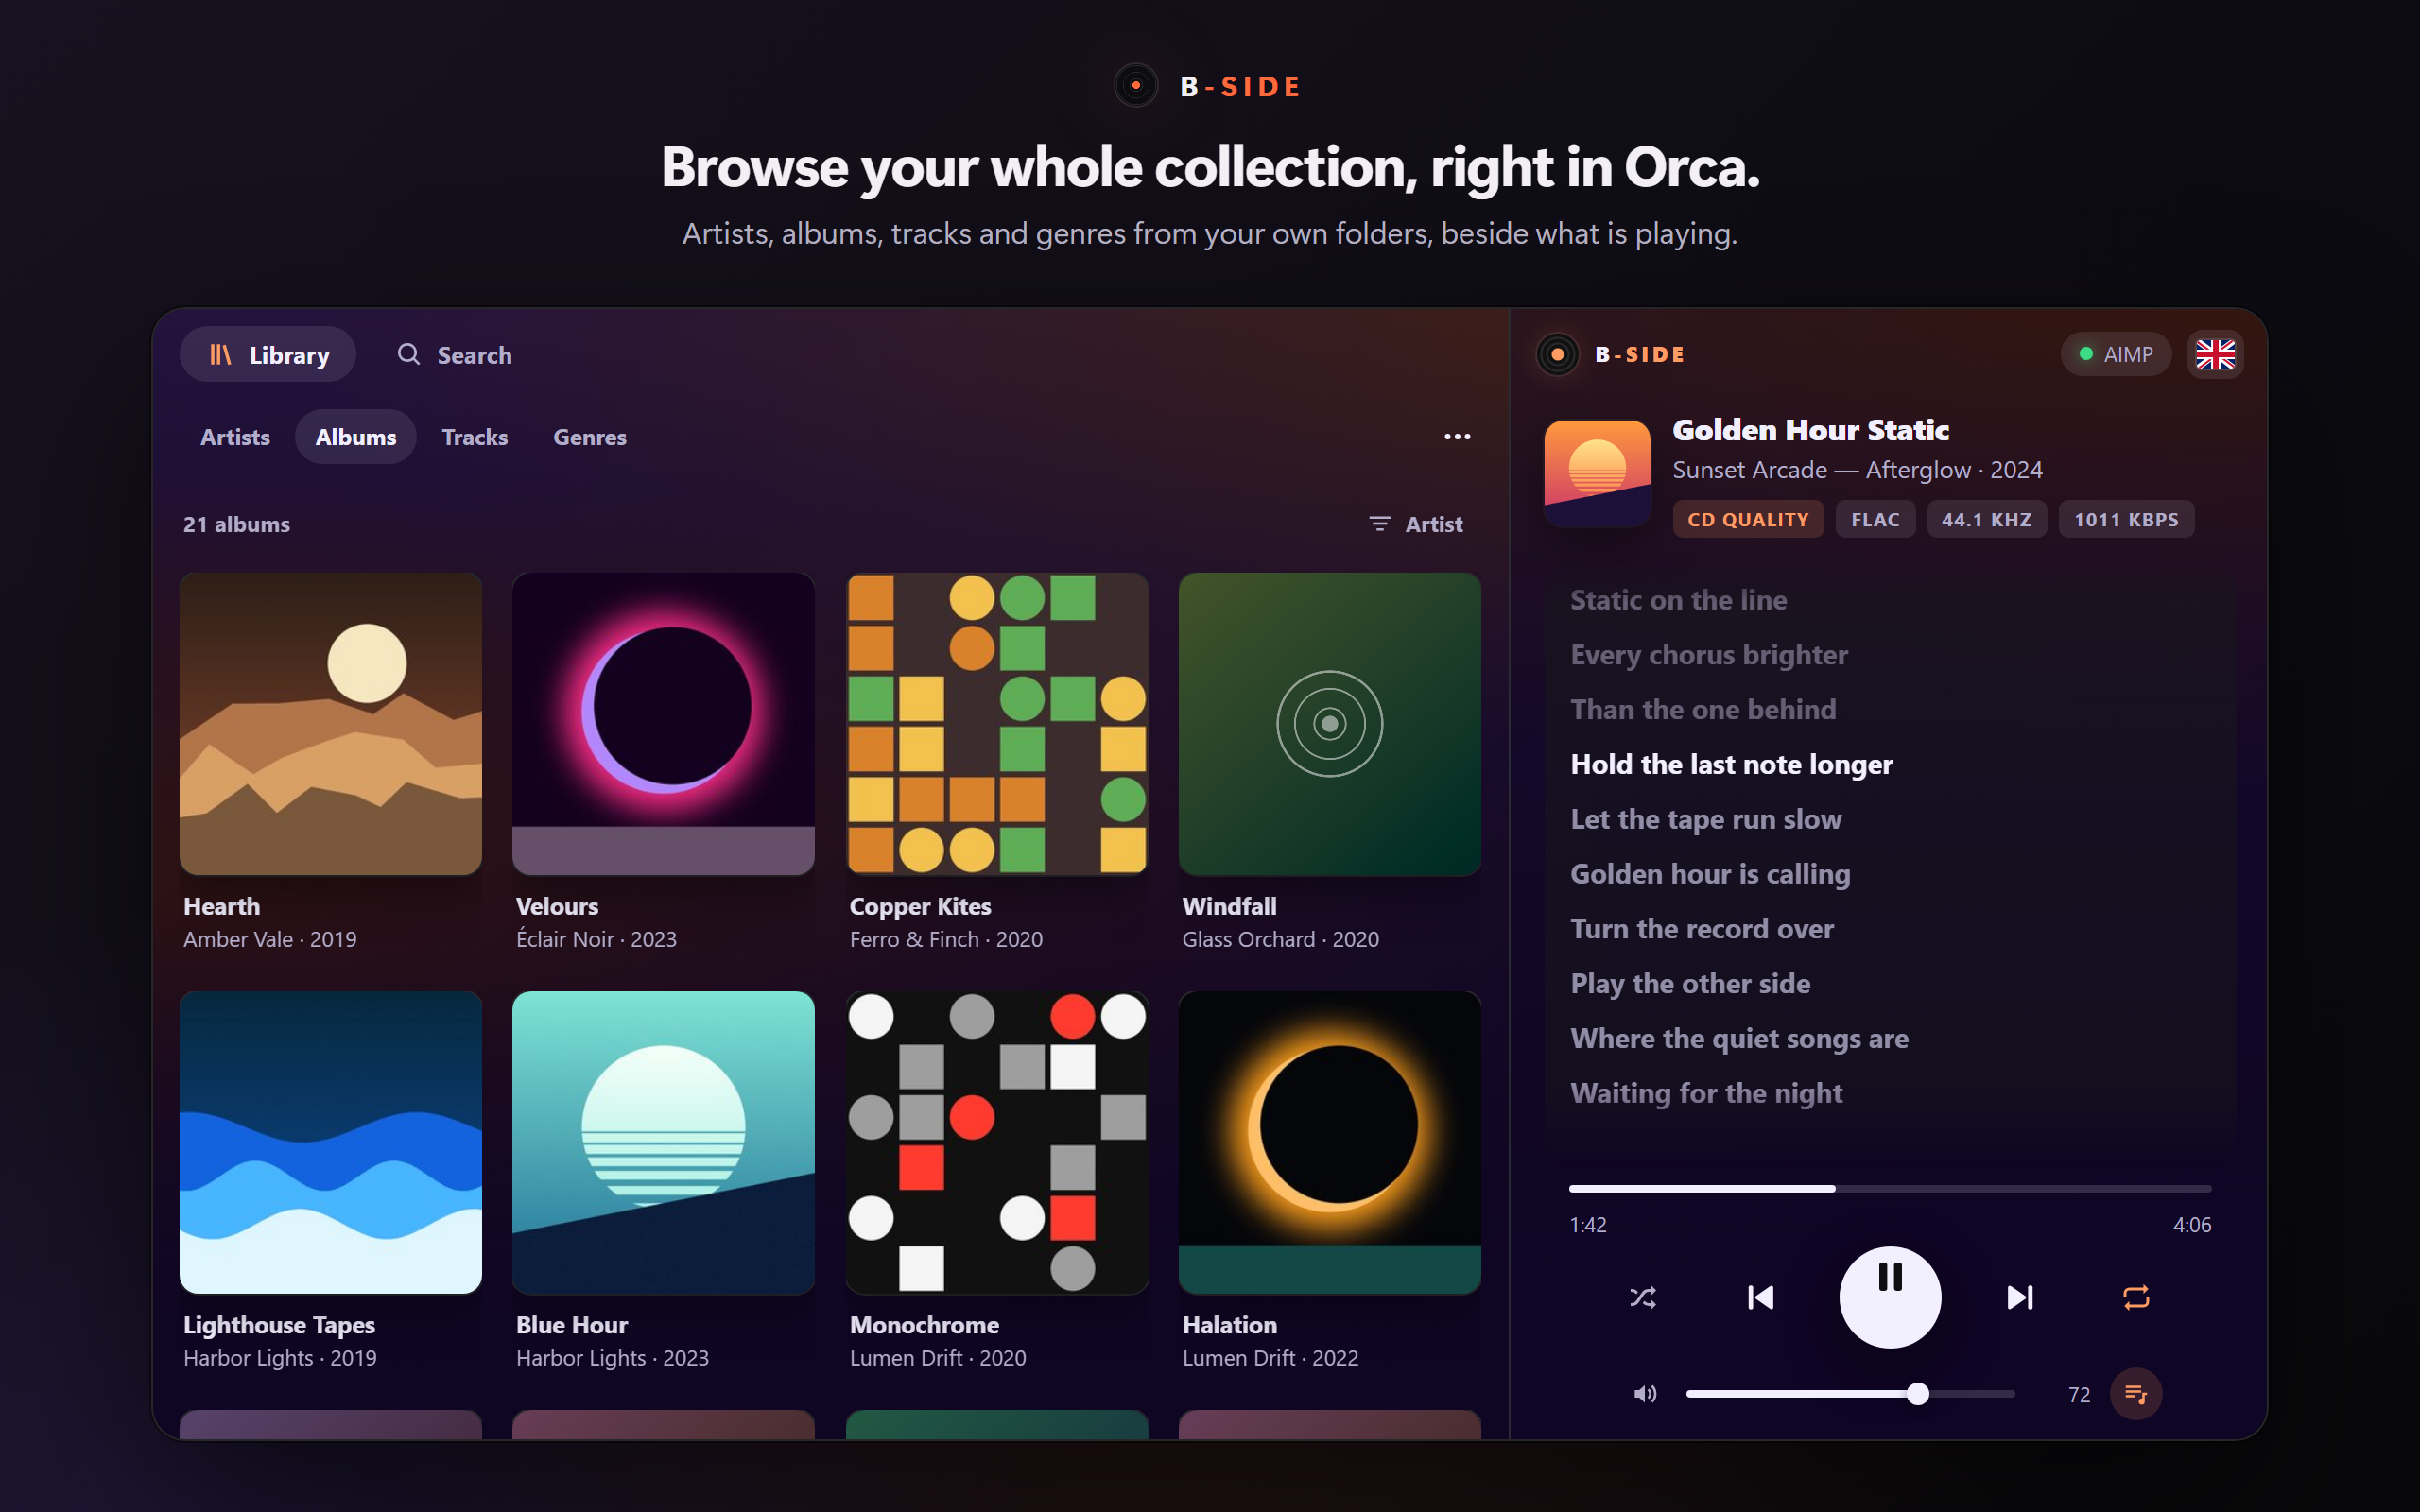 B-SIDE
Browse your whole collection, right in Orca.
Artists, albums, tracks and genres from your own folders, beside what is playing.
Library
Search
Artists
Albums
Tracks
Genres
21 albums
Artist
Hearth
Amber Vale · 2019
Velours
Éclair Noir · 2023
Copper Kites
Ferro & Finch · 2020
Windfall
Glass Orchard · 2020
Lighthouse Tapes
Harbor Lights · 2019
Blue Hour
Harbor Lights · 2023
Monochrome
Lumen Drift · 2020
Halation
Lumen Drift · 2022
B-SIDE
AIMP
Golden Hour Static
Sunset Arcade — Afterglow · 2024
CD QUALITY
FLAC
44.1 KHZ
1011 KBPS
Static on the line
Every chorus brighter
Than the one behind
Hold the last note longer
Let the tape run slow
Golden hour is calling
Turn the record over
Play the other side
Where the quiet songs are
Waiting for the night
1:42
4:06
72